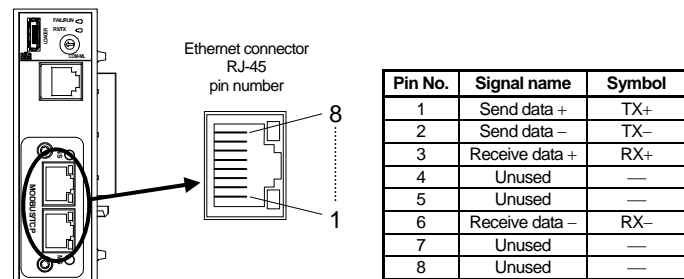 FAIL/RUN
RX/TX
LOADER
COM-ML
MODBUSTCP
Ethernet connector
RJ-45
pin number
8
1
Pin No. Signal name Symbol
1 Send data + TX+
2 Send data − TX−
3 Receive data + RX+
4 Unused —
5 Unused —
6 Receive data − RX−
7 Unused —
8 Unused —